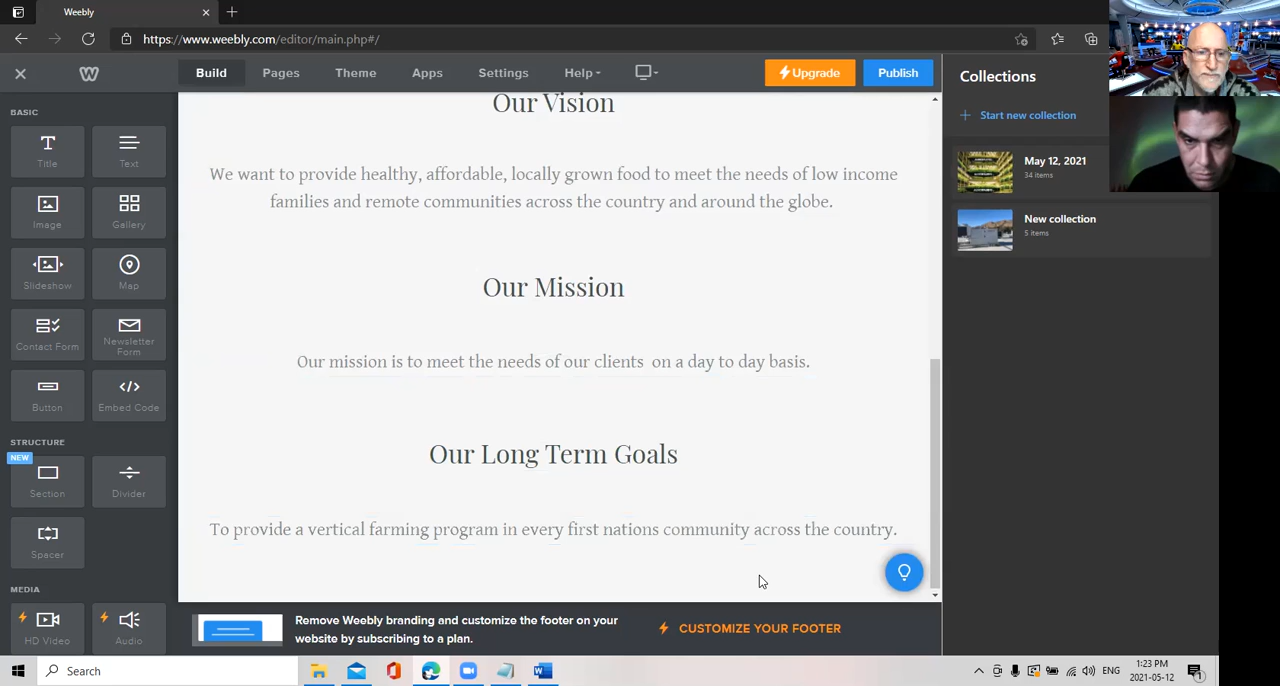 Weebly
https://www.weebly.com/editor/main.php#/
Build Pages Theme Apps Settings Help Upgrade Publish
Collections
Start new collection
May 12, 2021
34 items
New collection
5 items
BASIC
Title Text
Image Gallery
Slideshow Map
Contact Form Newsletter Form
Button Embed Code
STRUCTURE
NEW
Section Divider
Spacer
MEDIA
HD Video Audio
Our Vision
We want to provide healthy, affordable, locally grown food to meet the needs of low income
families and remote communities across the country and around the globe.
Our Mission
Our mission is to meet the needs of our clients on a day to day basis.
Our Long Term Goals
To provide a vertical farming program in every first nations community across the country.
Remove Weebly branding and customize the footer on your
website by subscribing to a plan.
CUSTOMIZE YOUR FOOTER
Search
ENG
1:23 PM
2021-05-12
1